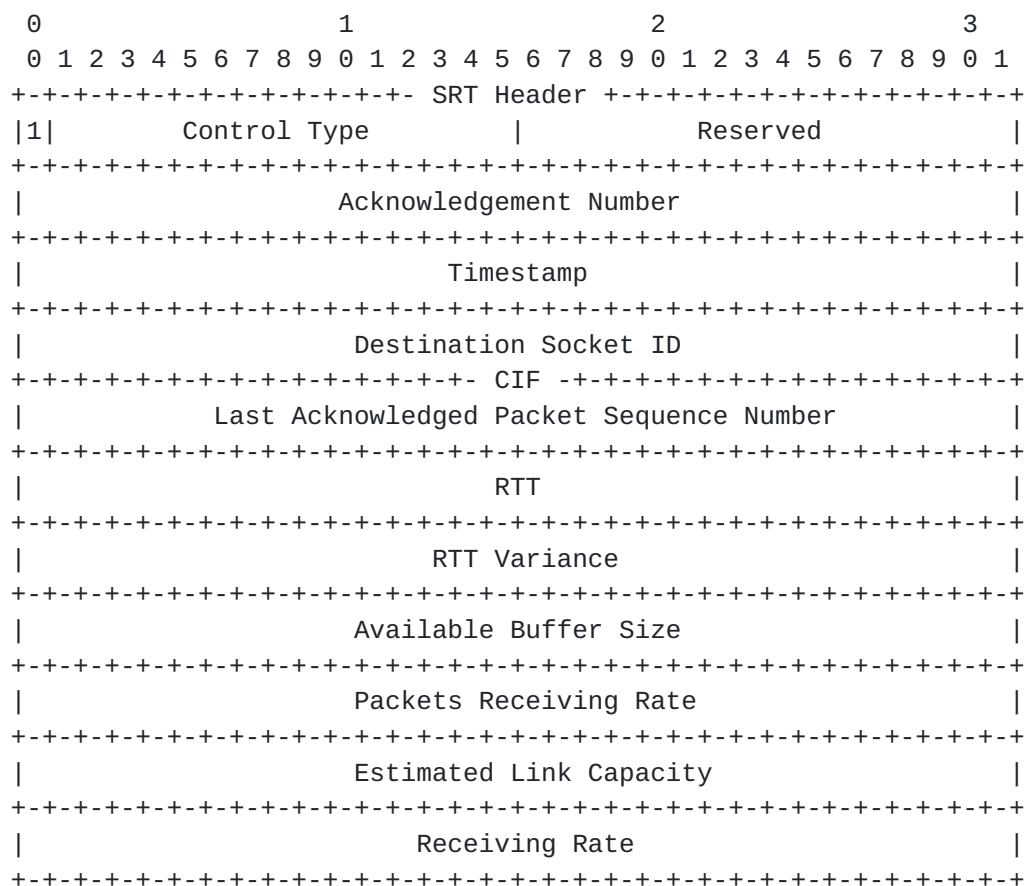 0                   1                   2                   3
 0 1 2 3 4 5 6 7 8 9 0 1 2 3 4 5 6 7 8 9 0 1 2 3 4 5 6 7 8 9 0 1
+-+-+-+-+-+-+-+-+-+-+-+-+- SRT Header +-+-+-+-+-+-+-+-+-+-+-+-+-+
|1|        Control Type         |           Reserved            |
+-+-+-+-+-+-+-+-+-+-+-+-+-+-+-+-+-+-+-+-+-+-+-+-+-+-+-+-+-+-+-+-+
|                    Acknowledgement Number                     |
+-+-+-+-+-+-+-+-+-+-+-+-+-+-+-+-+-+-+-+-+-+-+-+-+-+-+-+-+-+-+-+-+
|                           Timestamp                           |
+-+-+-+-+-+-+-+-+-+-+-+-+-+-+-+-+-+-+-+-+-+-+-+-+-+-+-+-+-+-+-+-+
|                     Destination Socket ID                     |
+-+-+-+-+-+-+-+-+-+-+-+-+-+-+- CIF -+-+-+-+-+-+-+-+-+-+-+-+-+-+-+
|            Last Acknowledged Packet Sequence Number           |
+-+-+-+-+-+-+-+-+-+-+-+-+-+-+-+-+-+-+-+-+-+-+-+-+-+-+-+-+-+-+-+-+
|                              RTT                              |
+-+-+-+-+-+-+-+-+-+-+-+-+-+-+-+-+-+-+-+-+-+-+-+-+-+-+-+-+-+-+-+-+
|                          RTT Variance                         |
+-+-+-+-+-+-+-+-+-+-+-+-+-+-+-+-+-+-+-+-+-+-+-+-+-+-+-+-+-+-+-+-+
|                     Available Buffer Size                     |
+-+-+-+-+-+-+-+-+-+-+-+-+-+-+-+-+-+-+-+-+-+-+-+-+-+-+-+-+-+-+-+-+
|                     Packets Receiving Rate                    |
+-+-+-+-+-+-+-+-+-+-+-+-+-+-+-+-+-+-+-+-+-+-+-+-+-+-+-+-+-+-+-+-+
|                     Estimated Link Capacity                   |
+-+-+-+-+-+-+-+-+-+-+-+-+-+-+-+-+-+-+-+-+-+-+-+-+-+-+-+-+-+-+-+-+
|                         Receiving Rate                        |
+-+-+-+-+-+-+-+-+-+-+-+-+-+-+-+-+-+-+-+-+-+-+-+-+-+-+-+-+-+-+-+-+